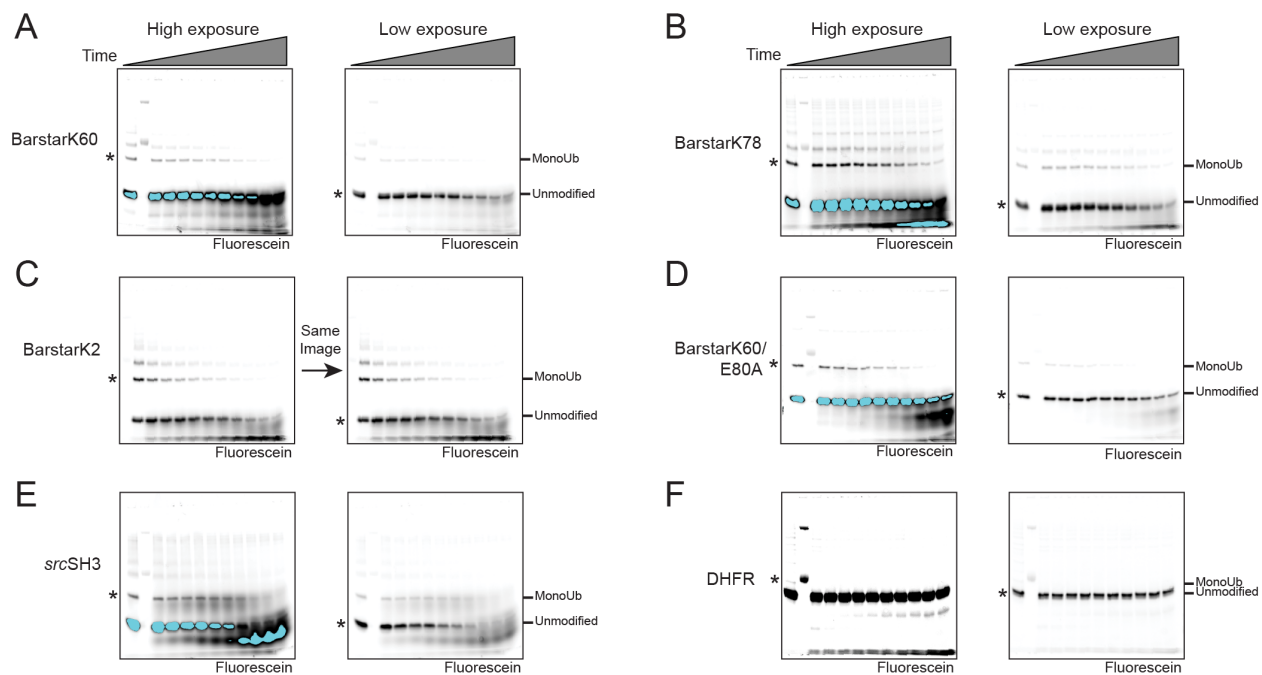 A
High exposure
Low exposure
Time
BarstarK60
*
*
MonoUb
Unmodified
Fluorescein
Fluorescein
B
High exposure
Low exposure
Time
BarstarK78
*
*
MonoUb
Unmodified
Fluorescein
Fluorescein
C
BarstarK2
*
Same
Image
*
MonoUb
Unmodified
Fluorescein
Fluorescein
D
BarstarK60/
E80A
*
*
MonoUb
Unmodified
Fluorescein
Fluorescein
E
srcSH3
*
*
MonoUb
Unmodified
Fluorescein
Fluorescein
F
DHFR
*
*
MonoUb
Unmodified
Fluorescein
Fluorescein